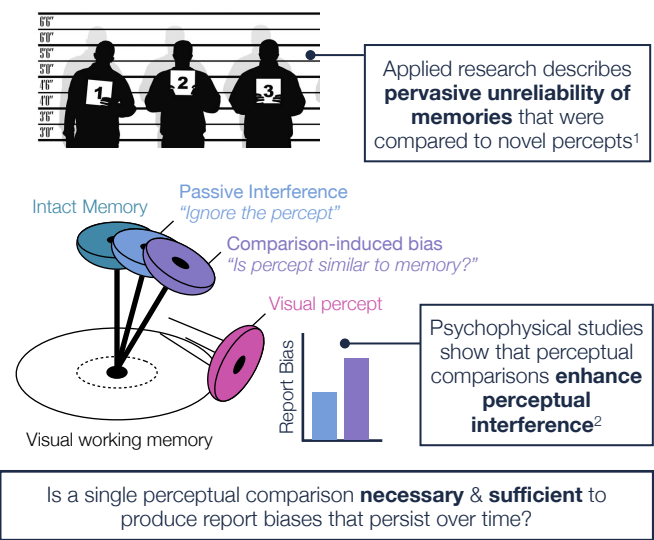 6'6"
6'0"
5'6"
5'0"
4'6"
4'0"
3'6"
3'0"
1
2
3
Applied research describes
pervasive unreliability of
memories that were
compared to novel percepts¹
Passive Interference
Intact Memory
“Ignore the percept”
Comparison-induced bias
“Is percept similar to memory?”
Visual percept
Report Bias
Psychophysical studies
show that perceptual
comparisons enhance
perceptual
interference²
Visual working memory
Is a single perceptual comparison necessary & sufficient to
produce report biases that persist over time?